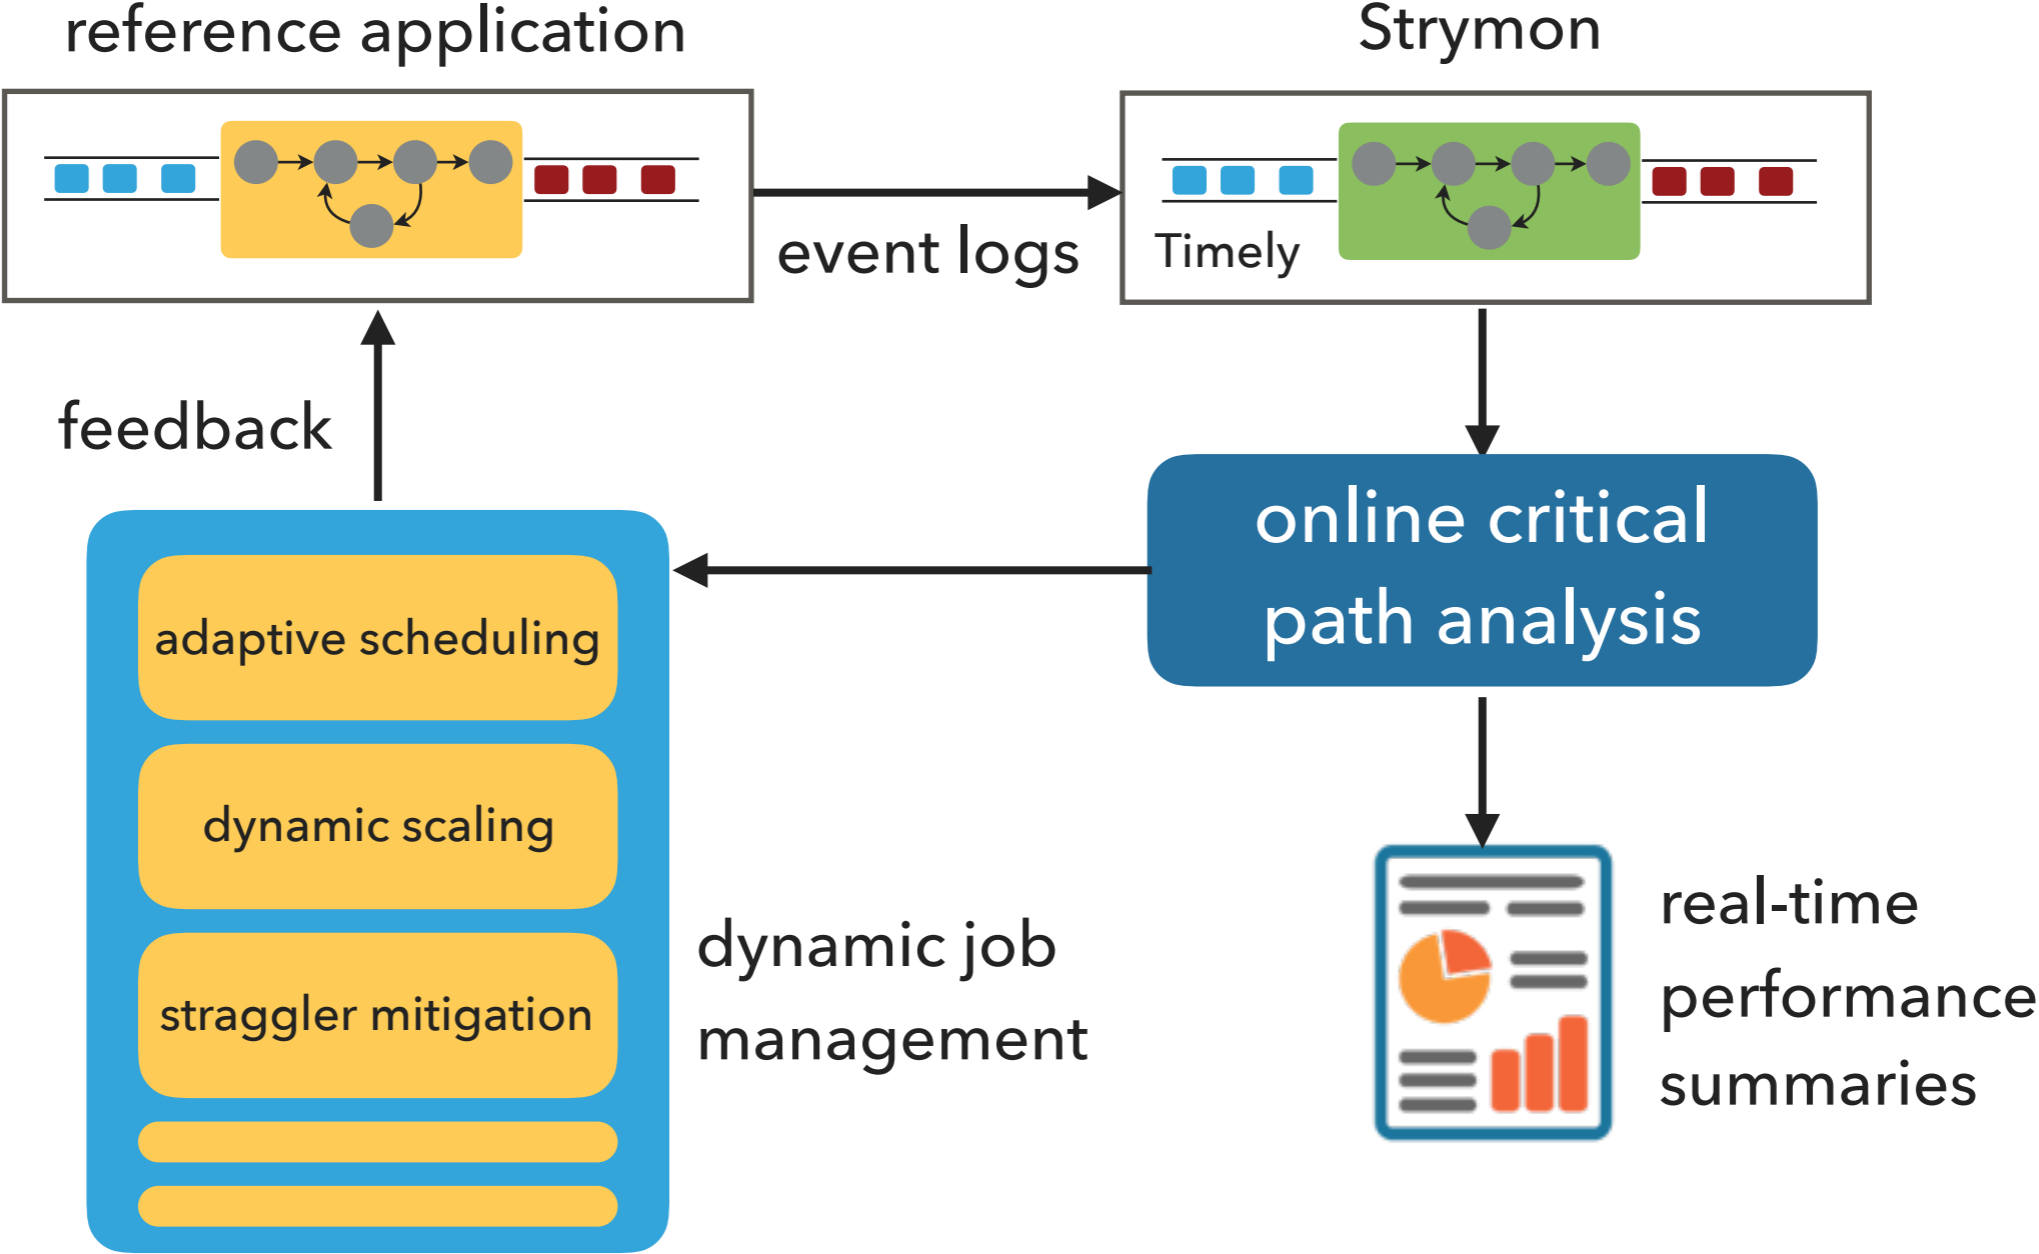 reference application
Strymon
event logs
Timely
feedback
online critical
path analysis
adaptive scheduling
dynamic scaling
straggler mitigation
dynamic job
management
real-time
performance
summaries